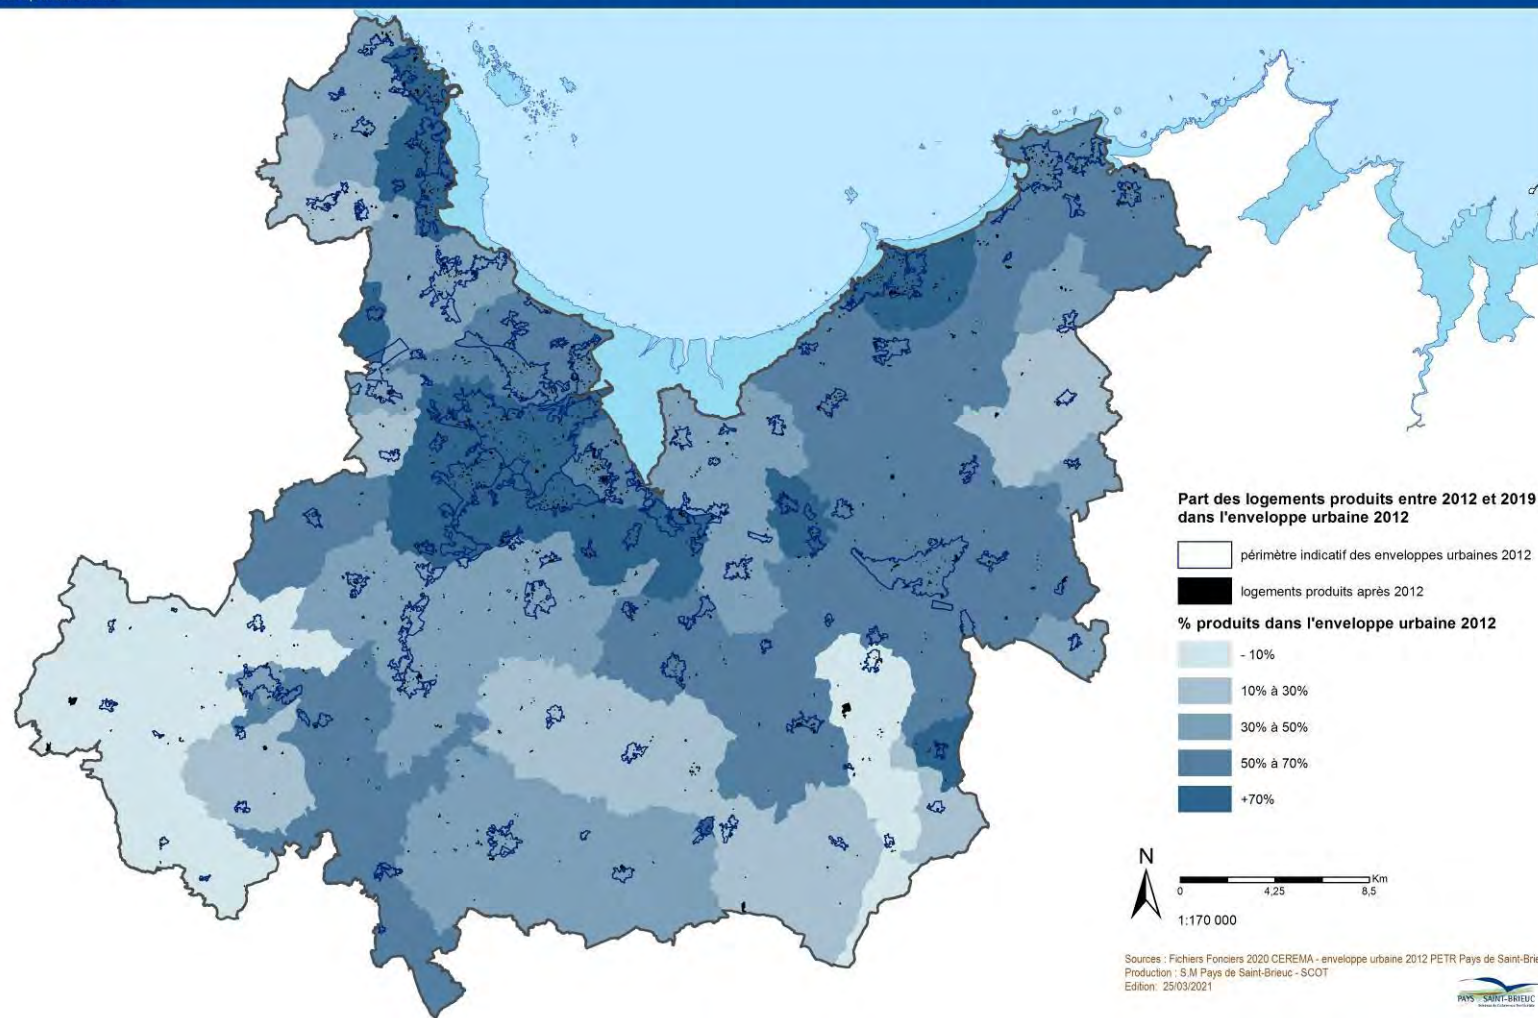 Part des logements produits entre 2012 et 2019
dans l'enveloppe urbaine 2012
périmètre indicatif des enveloppes urbaines 2012
logements produits après 2012
% produits dans l'enveloppe urbaine 2012
- 10%
10% à 30%
30% à 50%
50% à 70%
+70%
N
Km
0 4,25 8,5
1:170 000
Sources : Fichiers Fonciers 2020 CEREMA - enveloppe urbaine 2012 PETR Pays de Saint-Brie
Production : S.M Pays de Saint-Brieuc - SCOT
Edition: 25/03/2021
PAYS SAINT-BRIEUC